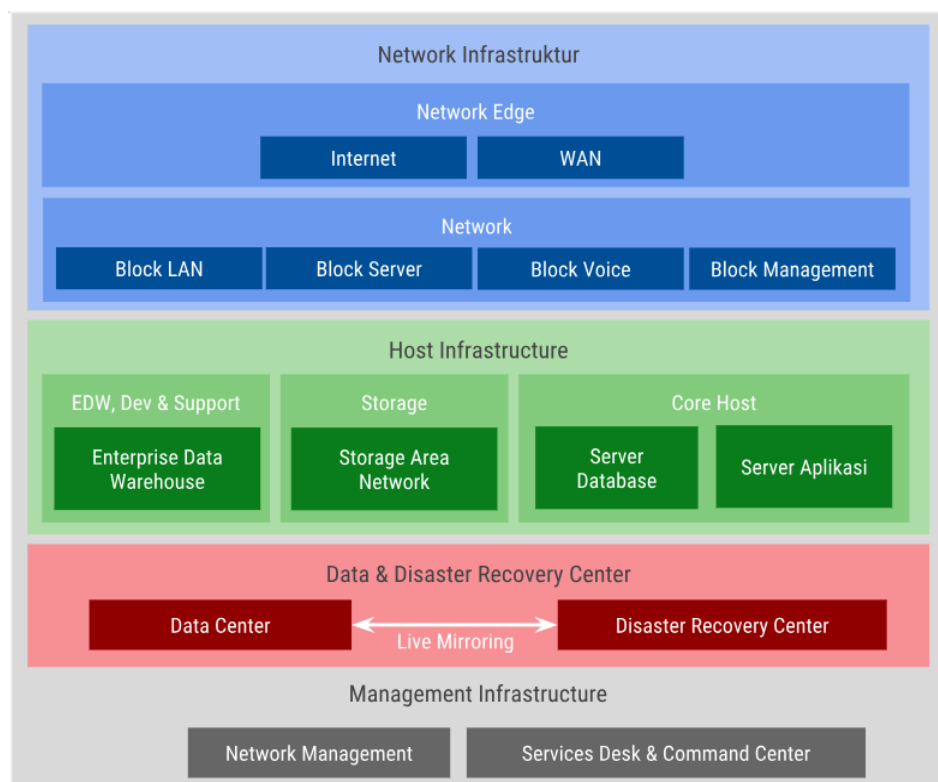 Network Infrastruktur
Network Edge
Internet
WAN
Network
Block LAN
Block Server
Block Voice
Block Management
Host Infrastructure
EDW, Dev & Support
Enterprise Data
Warehouse
Storage
Storage Area
Network
Core Host
Server
Database
Server Aplikasi
Data & Disaster Recovery Center
Data Center
Live Mirroring
Disaster Recovery Center
Management Infrastructure
Network Management
Services Desk & Command Center